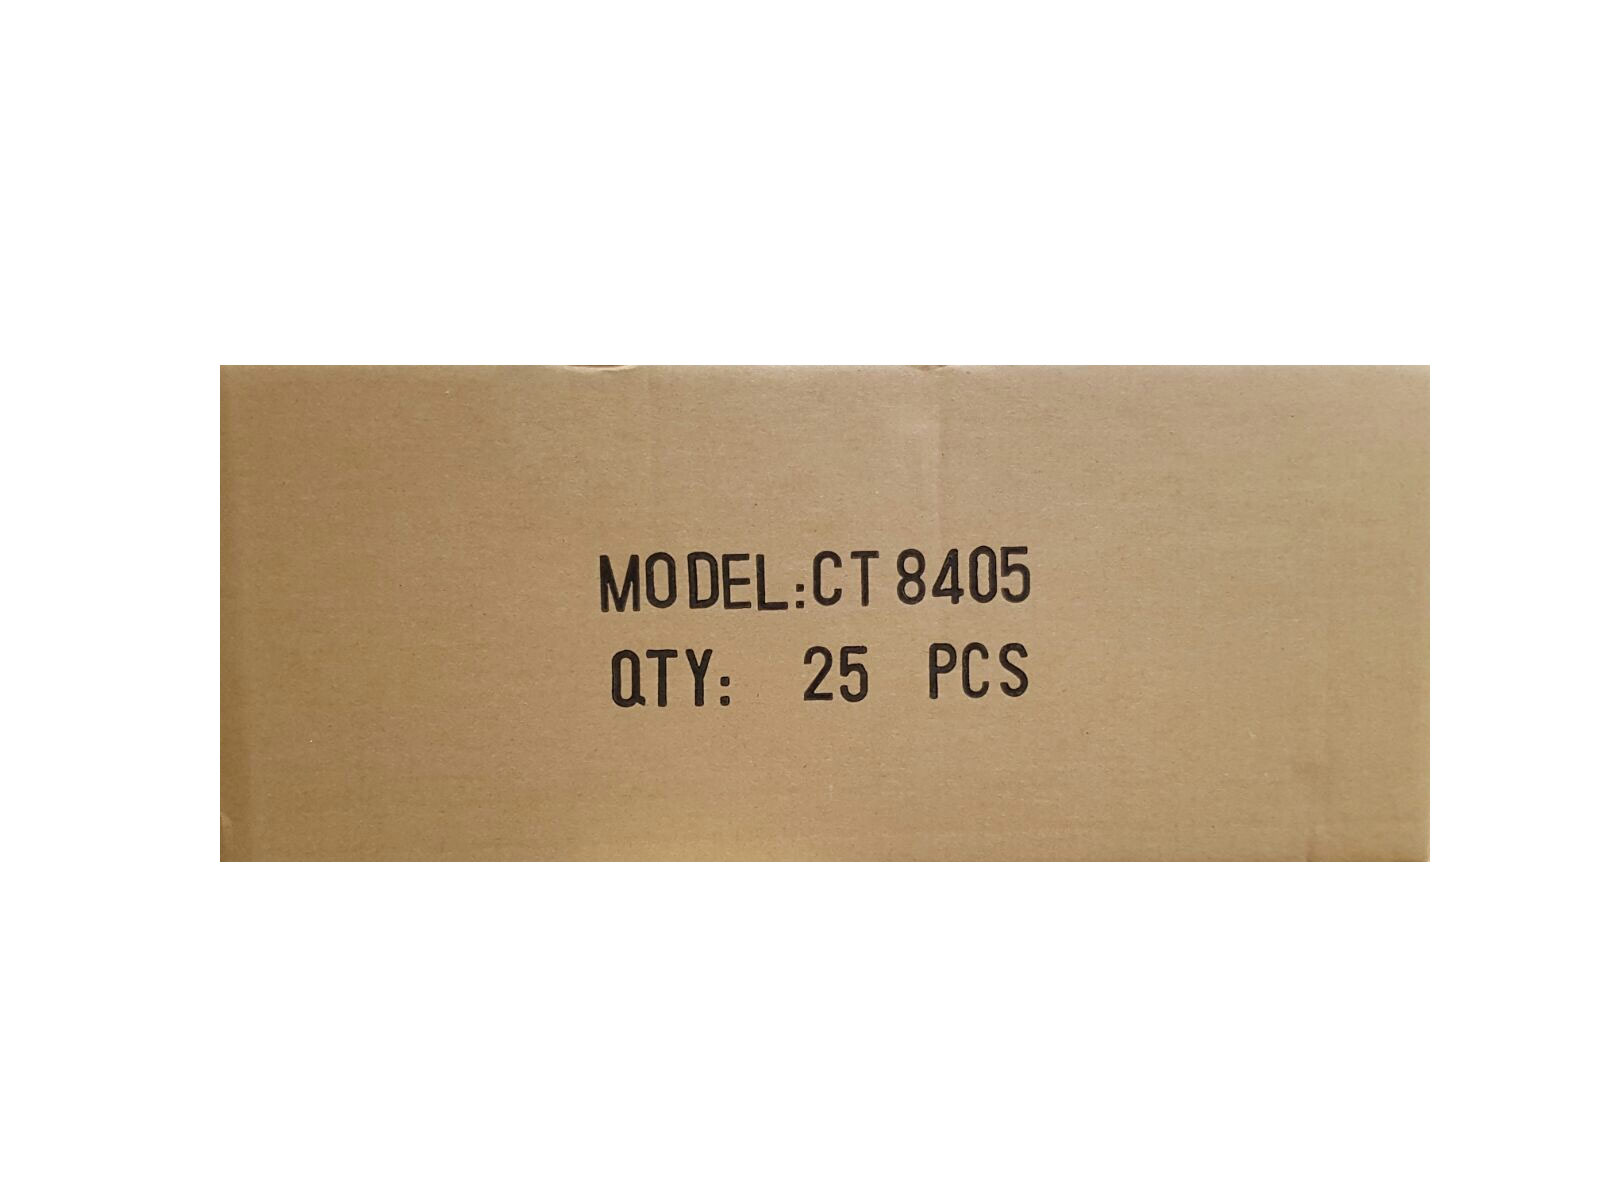 MODEL:CT 8405
QTY: 25 PCS